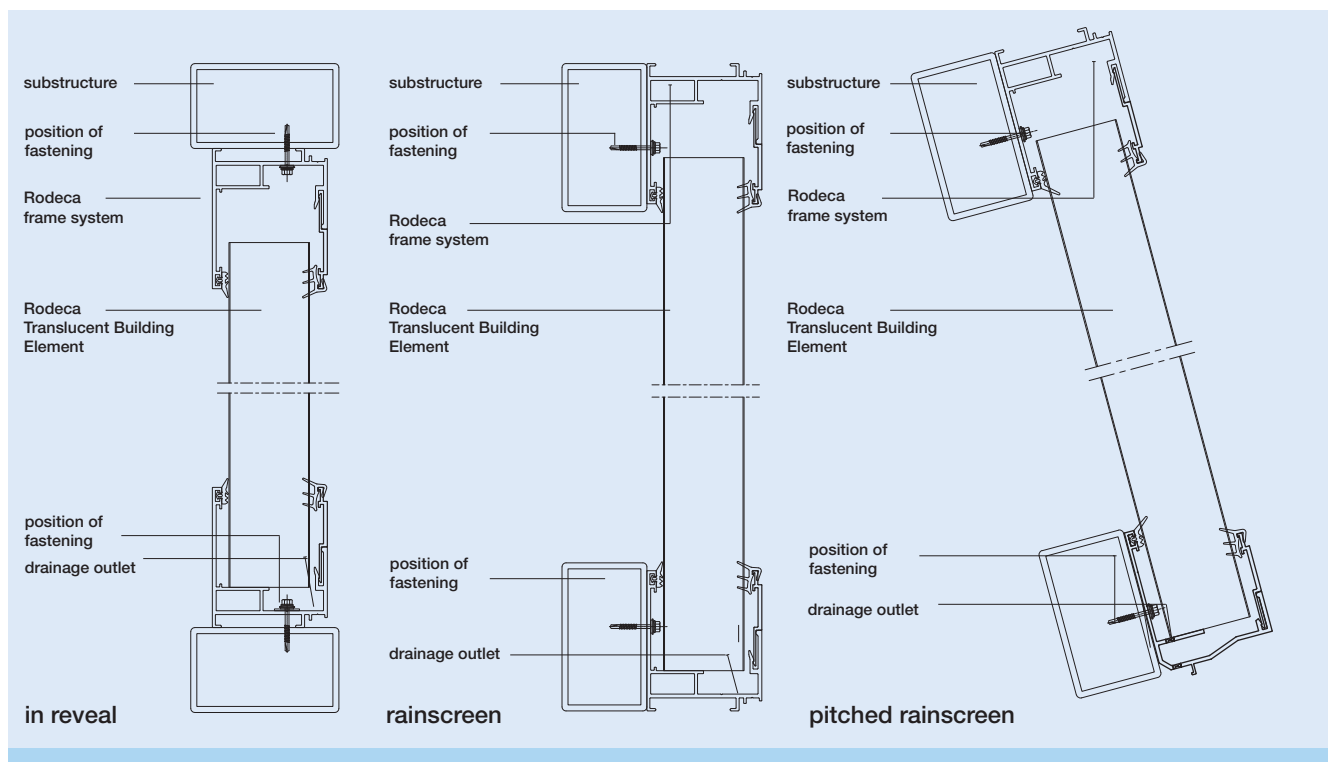 substructure
position of
fastening
Rodeca
frame system
Rodeca
Translucent Building
Element
position of
fastening
drainage outlet
in reveal
substructure
position of
fastening
Rodeca
frame system
Rodeca
Translucent Building
Element
position of
fastening
drainage outlet
rainscreen
substructure
position of
fastening
Rodeca
frame system
Rodeca
Translucent Building
Element
position of
fastening
drainage outlet
pitched rainscreen